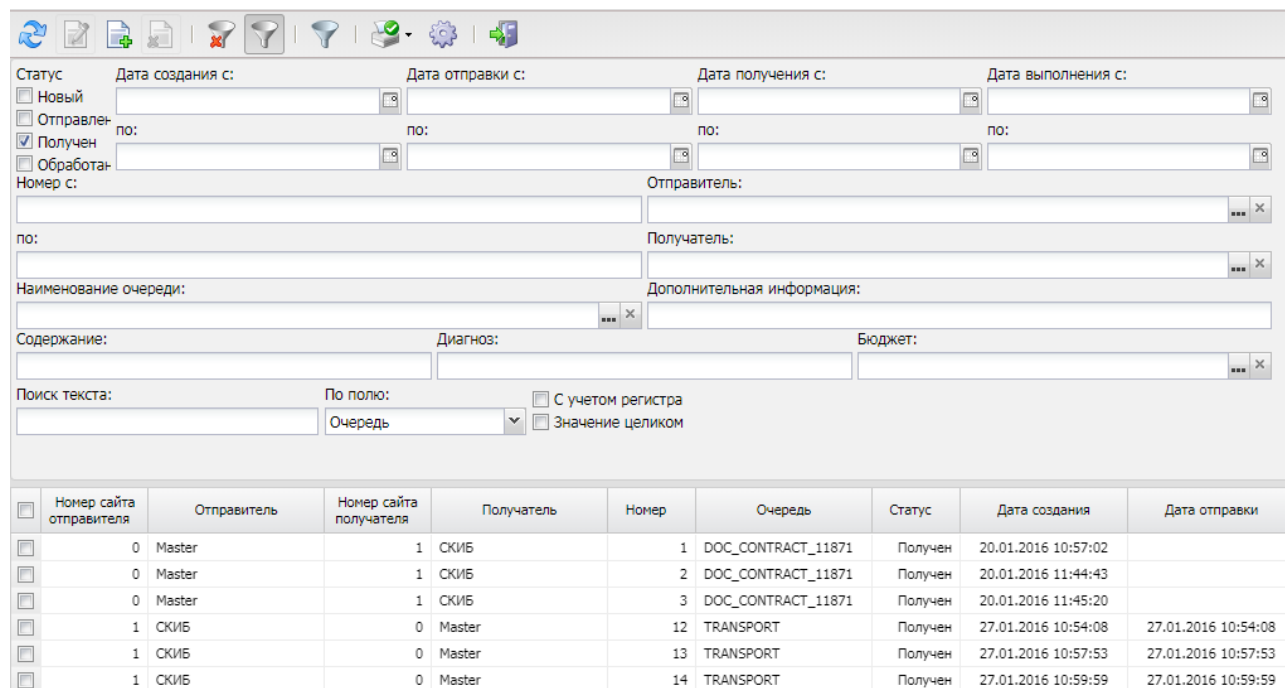 Статус Дата создания с: Дата отправки с: Дата получения с: Дата выполнения с:
Новый
Отправлен
по: по: по: по:
Получен
Обработан
Номер с: Отправитель:
по: Получатель:
Наименование очереди: Дополнительная информация:
Содержание: Диагноз: Бюджет:
Поиск текста: По полю: С учетом регистра
Очередь Значение целиком
Номер сайта отправителя Отправитель Номер сайта получателя Получатель Номер Очередь Статус Дата создания Дата отправки
0 Master 1 СКИБ 1 DOC_CONTRACT_11871 Получен 20.01.2016 10:57:02
0 Master 1 СКИБ 2 DOC_CONTRACT_11871 Получен 20.01.2016 11:44:43
0 Master 1 СКИБ 3 DOC_CONTRACT_11871 Получен 20.01.2016 11:45:20
1 СКИБ 0 Master 12 TRANSPORT Получен 27.01.2016 10:54:08 27.01.2016 10:54:08
1 СКИБ 0 Master 13 TRANSPORT Получен 27.01.2016 10:57:53 27.01.2016 10:57:53
1 СКИБ 0 Master 14 TRANSPORT Получен 27.01.2016 10:59:59 27.01.2016 10:59:59